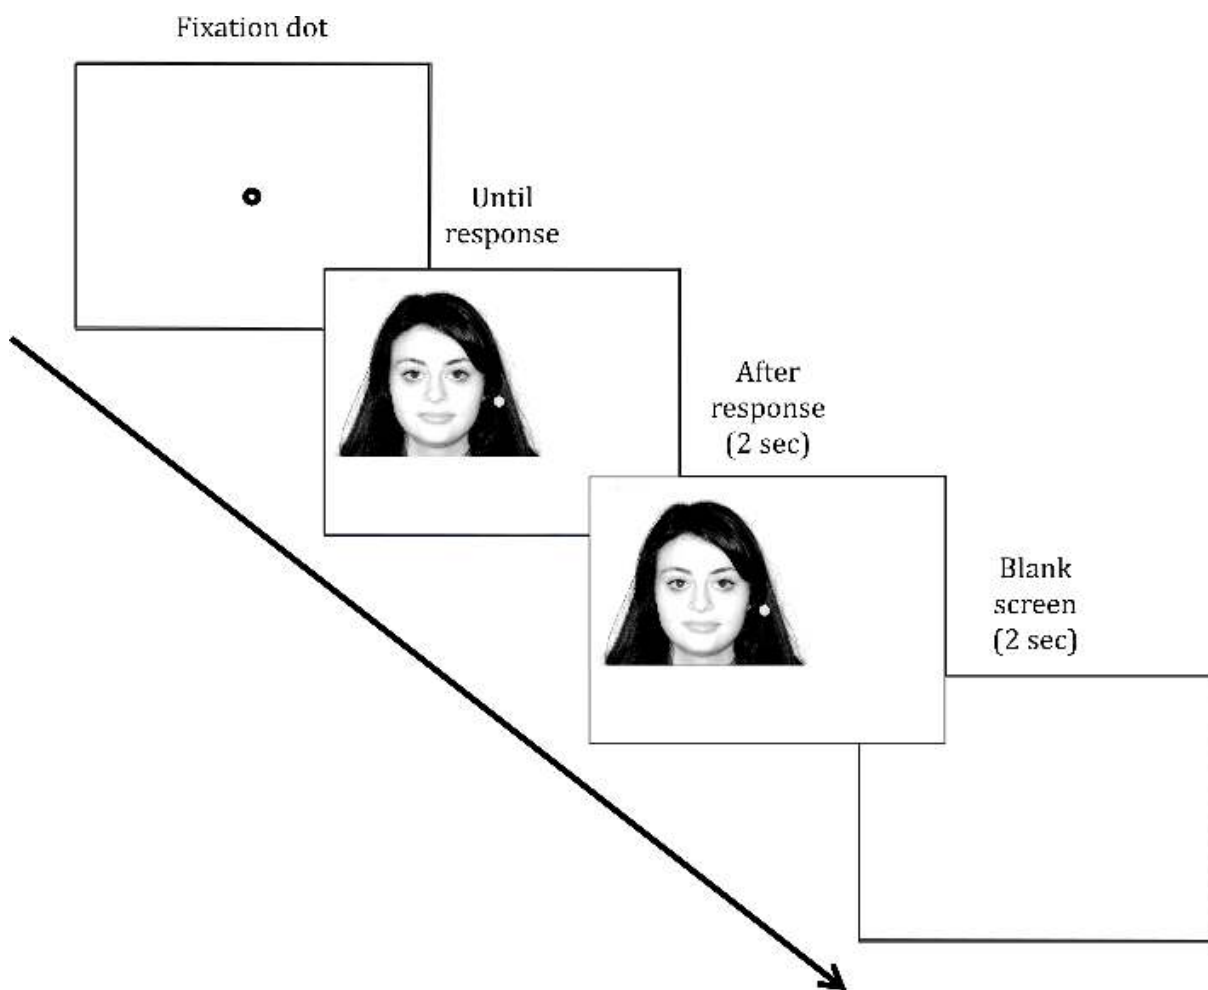 Fixation dot
Until
response
After
response
(2 sec)
Blank
screen
(2 sec)